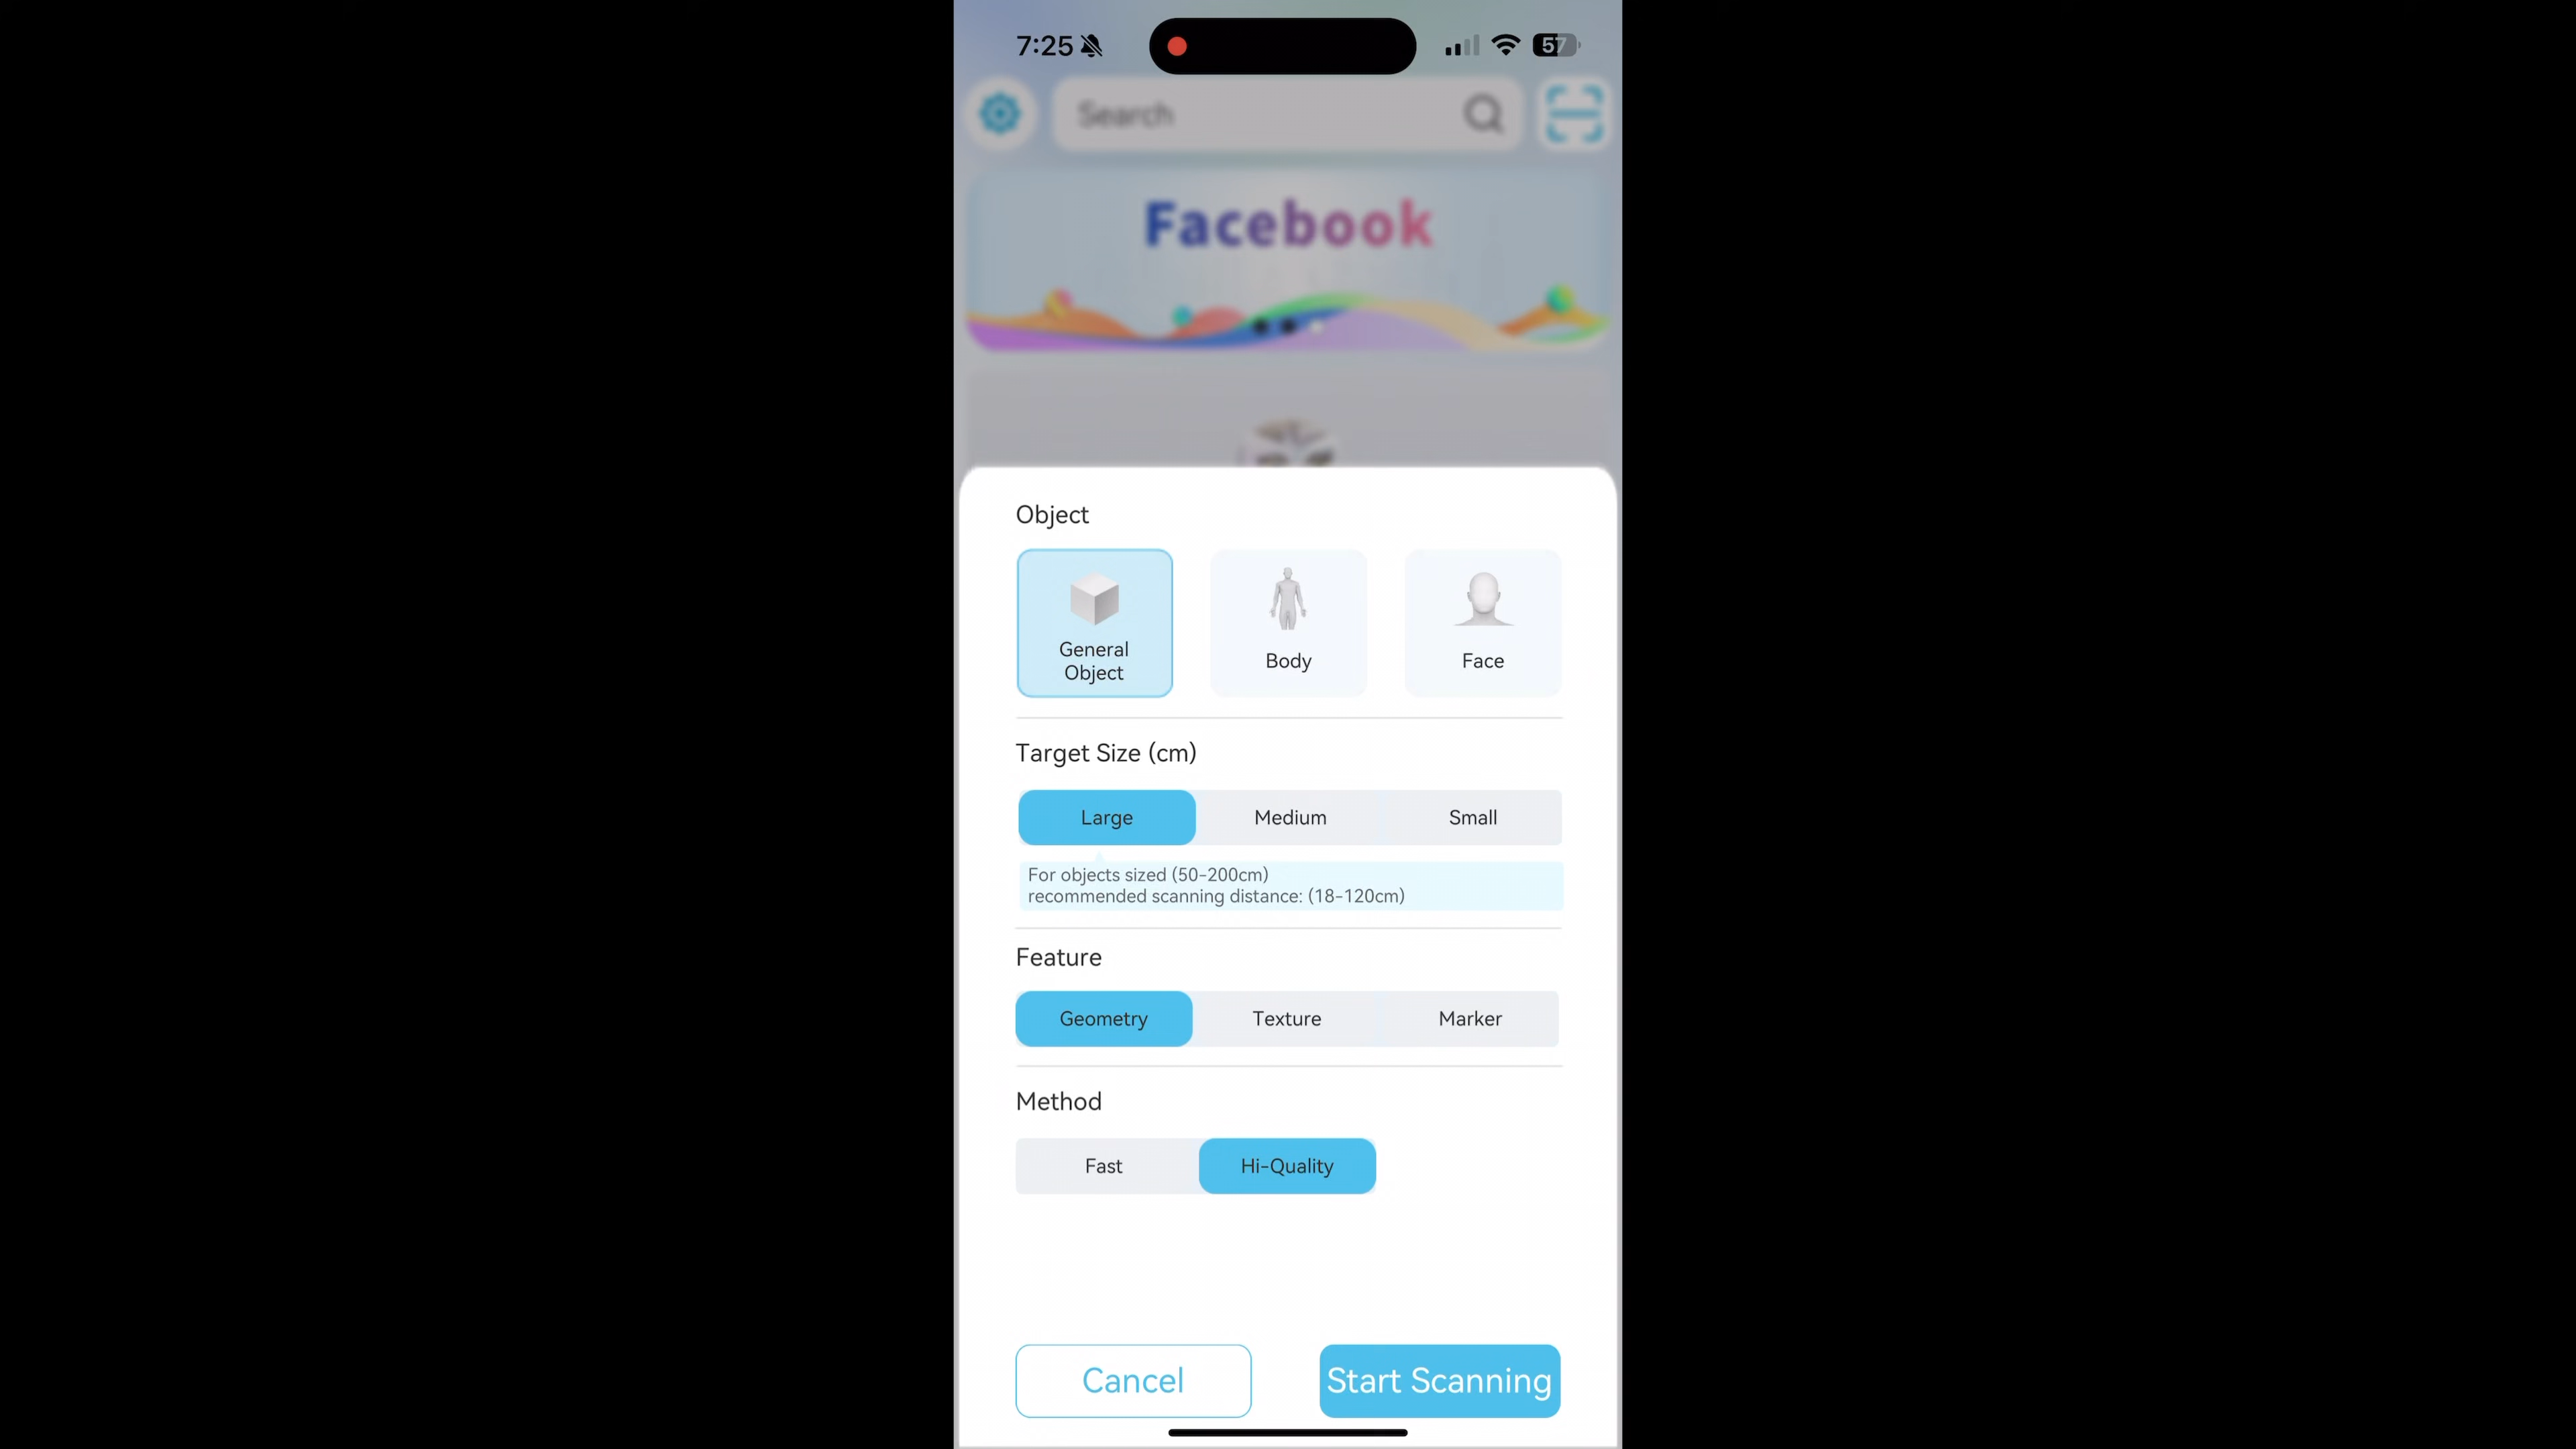 7:25
57
Search
Facebook
Object
General
Object
Body
Face
Target Size (cm)
Large
Medium
Small
For objects sized (50-200cm)
recommended scanning distance: (18-120cm)
Feature
Geometry
Texture
Marker
Method
Fast
Hi-Quality
Cancel
Start Scanning